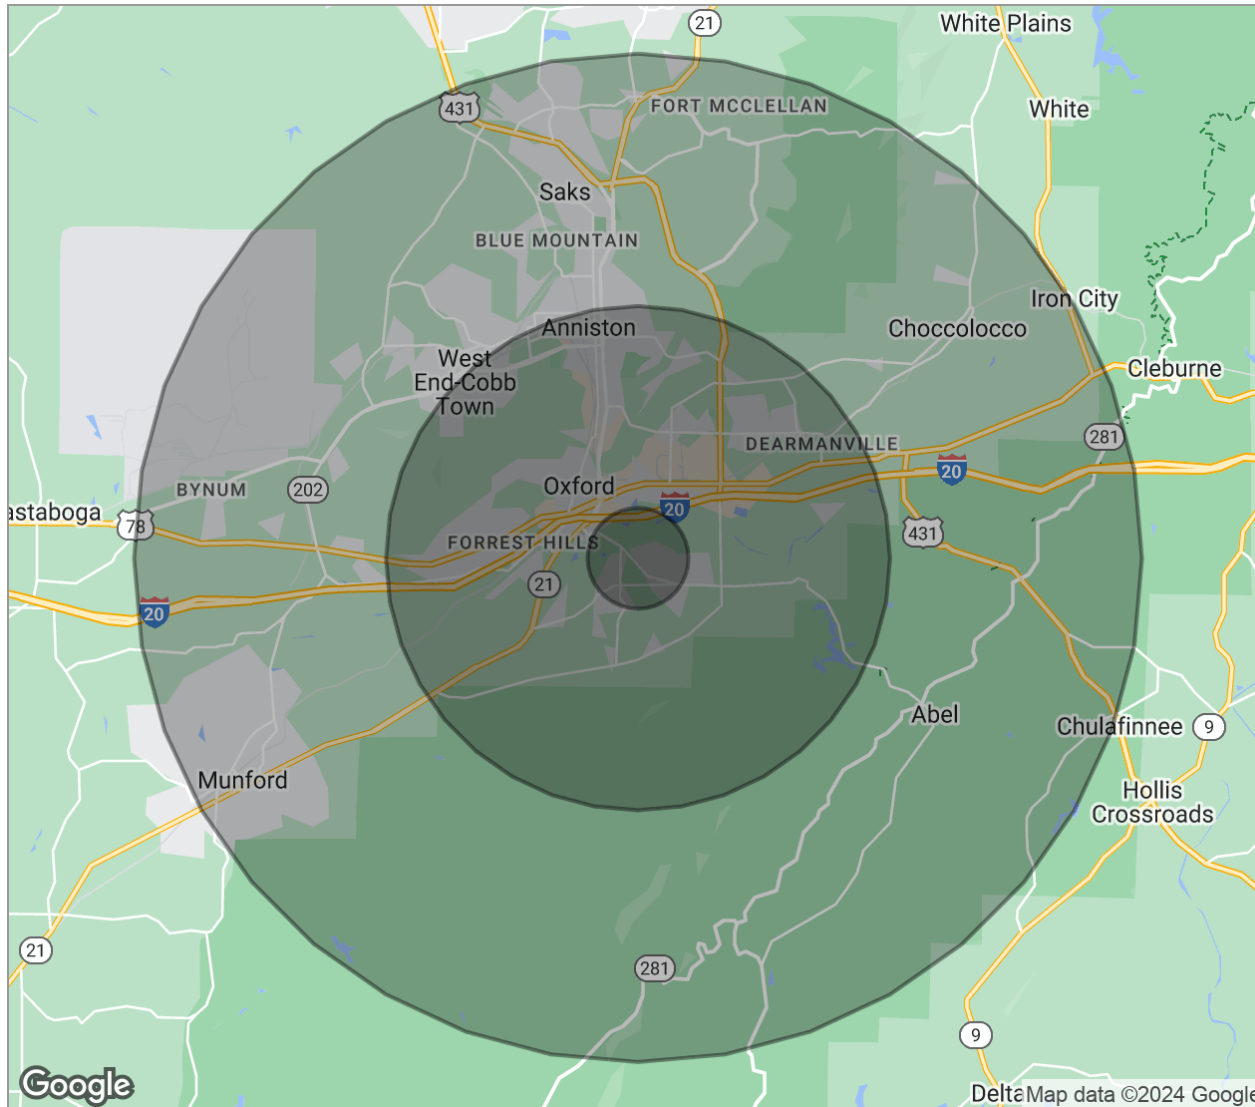 21
White Plains
431
FORT MCCLELLAN
White
Saks
BLUE MOUNTAIN
Iron City
Anniston
Choccolocco
West
End-Cobb
Town
Cleburne
DEARMANVILLE
281
20
Oxford
BYNUM
202
20
astaboga
78
431
FORREST HILLS
21
20
Abel
Chulafinnee
9
Munford
Hollis
Crossroads
21
281
9
Google
Delta
Map data ©2024 Google